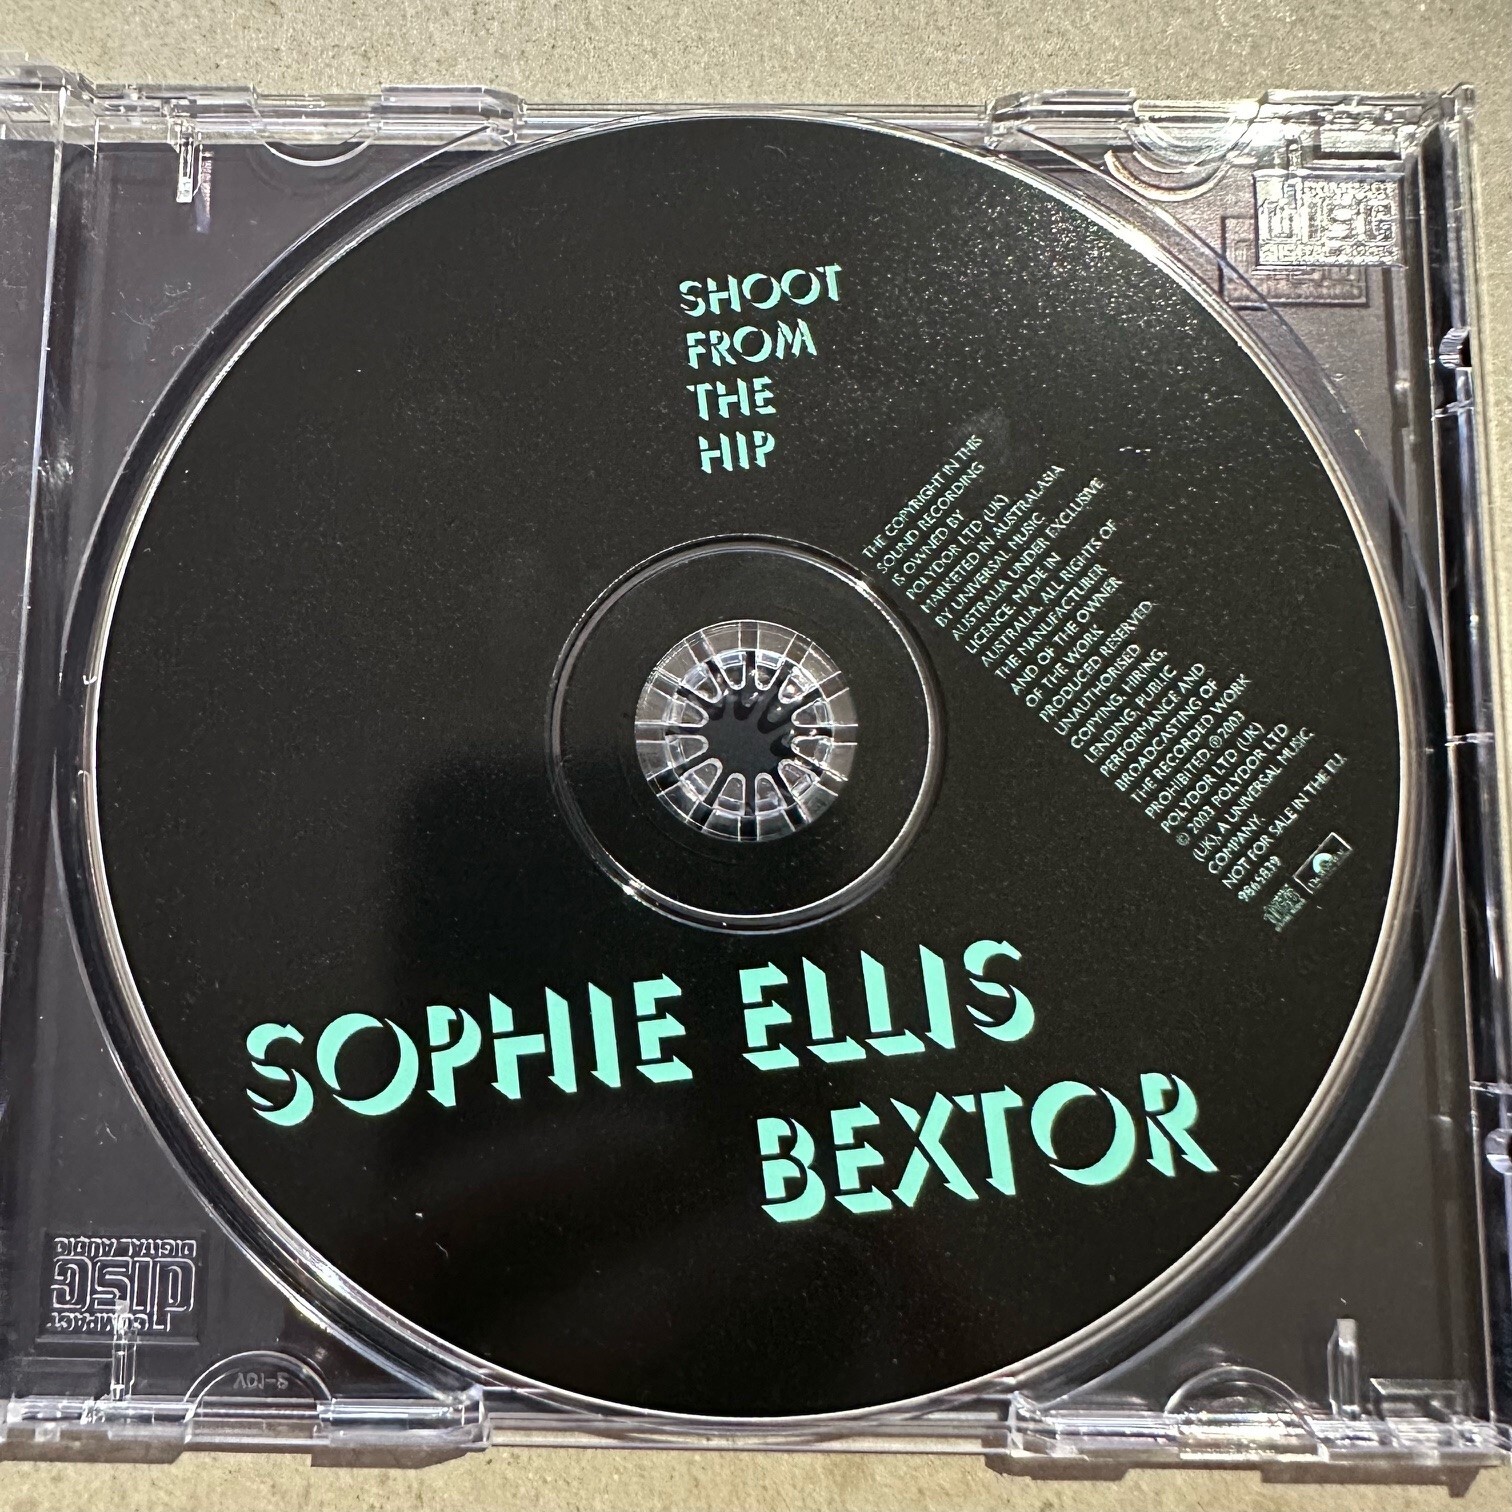 SHOOT
FROM
THE
HIP
THE COPYRIGHT IN THIS
SOUND RECORDING
IS OWNED BY
POLYDOR LTD (UK)
MARKETED IN AUSTRALASIA
BY UNIVERSAL MUSIC
AUSTRALIA UNDER EXCLUSIVE
LICENCE. MADE IN
AUSTRALIA. ALL RIGHTS OF
THE MANUFACTURER
AND OF THE OWNER
OF THE WORK
PRODUCED RESERVED.
UNAUTHORISED
COPYING, HIRING,
LENDING, PUBLIC
PERFORMANCE AND
BROADCASTING OF
THE RECORDED WORK
PROHIBITED. ℗ 2003
POLYDOR LTD (UK)
© 2003 POLYDOR LTD
(UK), A UNIVERSAL MUSIC
COMPANY.
NOT FOR SALE IN THE E.U.
9865839
SOPHIE ELLIS
BEXTOR
COMPACT
DISC
DIGITAL AUDIO